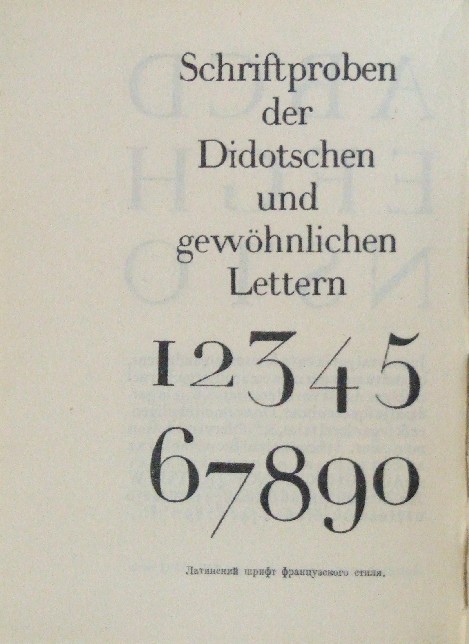 Schriftproben
der
Didotschen
und
gewöhnlichen
Lettern
12345
67890
Латинский шрифт французского стиля.